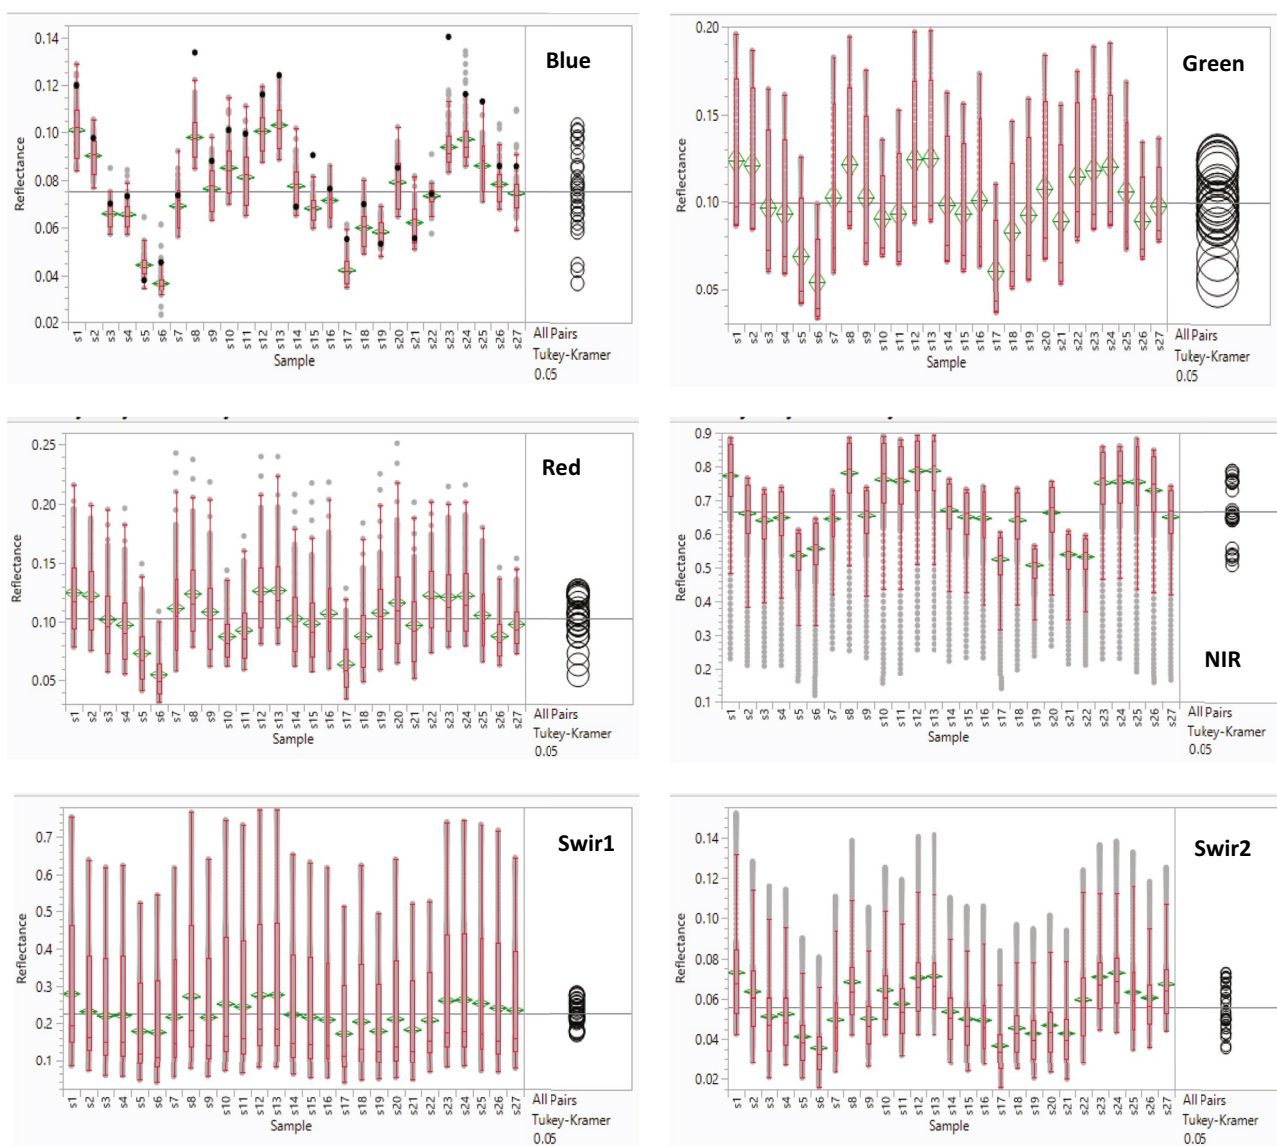 Blue
Reflectance
0.14
0.12
0.10
0.08
0.06
0.04
0.02
s1 s2 s3 s4 s5 s6 s7 s8 s9 s10 s11 s12 s13 s14 s15 s16 s17 s18 s19 s20 s21 s22 s23 s24 s25 s26 s27
Sample
All Pairs
Tukey-Kramer
0.05
Green
Reflectance
0.20
0.15
0.10
0.05
s1 s2 s3 s4 s5 s6 s7 s8 s9 s10 s11 s12 s13 s14 s15 s16 s17 s18 s19 s20 s21 s22 s23 s24 s25 s26 s27
Sample
All Pairs
Tukey-Kramer
0.05
Red
Reflectance
0.25
0.20
0.15
0.10
0.05
s1 s2 s3 s4 s5 s6 s7 s8 s9 s10 s11 s12 s13 s14 s15 s16 s17 s18 s19 s20 s21 s22 s23 s24 s25 s26 s27
Sample
All Pairs
Tukey-Kramer
0.05
NIR
Reflectance
0.9
0.8
0.7
0.6
0.5
0.4
0.3
0.2
0.1
s1 s2 s3 s4 s5 s6 s7 s8 s9 s10 s11 s12 s13 s14 s15 s16 s17 s18 s19 s20 s21 s22 s23 s24 s25 s26 s27
Sample
All Pairs
Tukey-Kramer
0.05
Swir1
Reflectance
0.7
0.6
0.5
0.4
0.3
0.2
0.1
s1 s2 s3 s4 s5 s6 s7 s8 s9 s10 s11 s12 s13 s14 s15 s16 s17 s18 s19 s20 s21 s22 s23 s24 s25 s26 s27
Sample
All Pairs
Tukey-Kramer
0.05
Swir2
Reflectance
0.14
0.12
0.10
0.08
0.06
0.04
0.02
s1 s2 s3 s4 s5 s6 s7 s8 s9 s10 s11 s12 s13 s14 s15 s16 s17 s18 s19 s20 s21 s22 s23 s24 s25 s26 s27
Sample
All Pairs
Tukey-Kramer
0.05